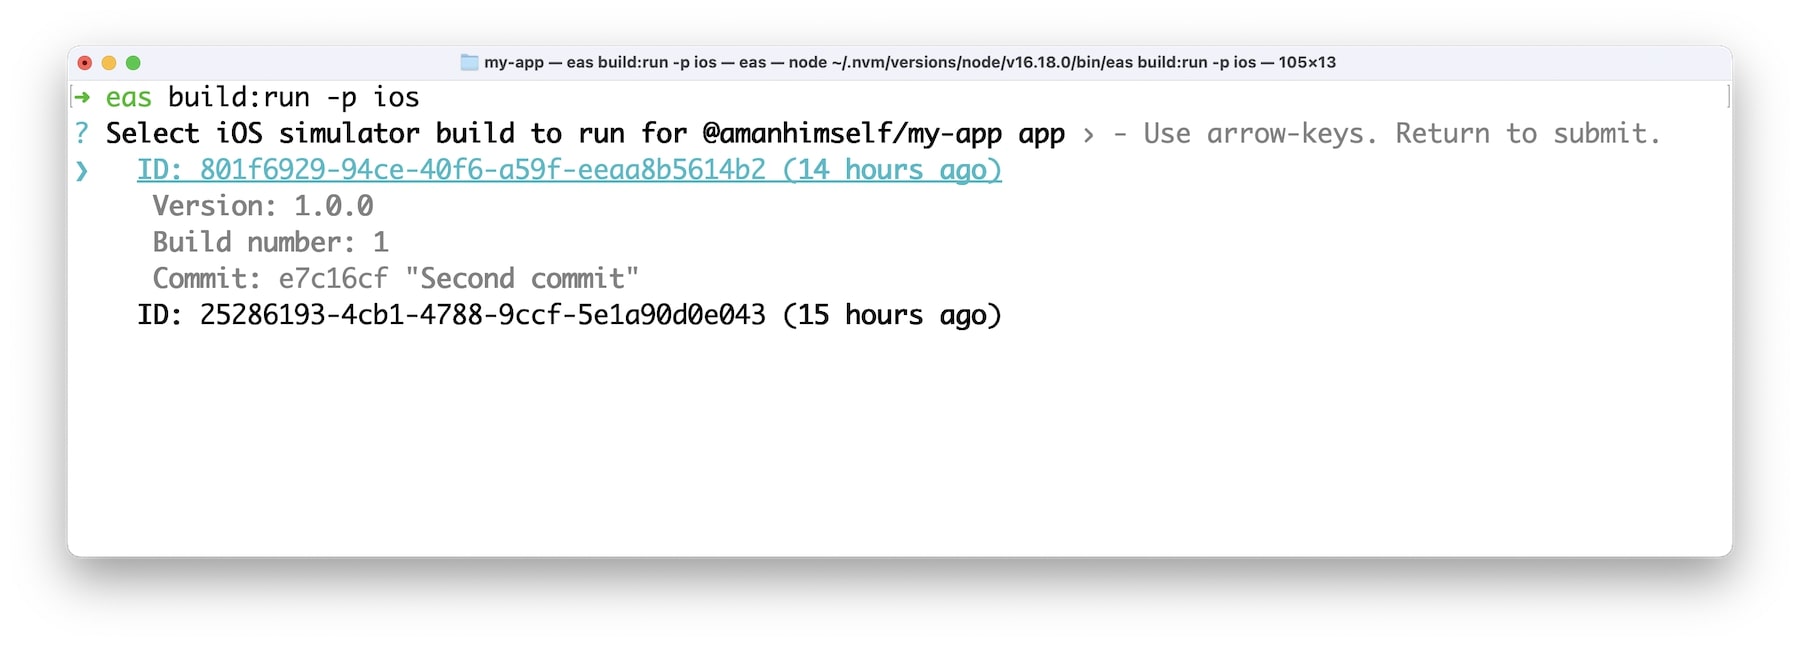 my-app — eas build:run -p ios — eas — node ~/.nvm/versions/node/v16.18.0/bin/eas build:run -p ios — 105×13
[➜ eas build:run -p ios ]
? Select iOS simulator build to run for @amanhimself/my-app app › - Use arrow-keys. Return to submit.
❯ ID: 801f6929-94ce-40f6-a59f-eeaa8b5614b2 (14 hours ago)
Version: 1.0.0
Build number: 1
Commit: e7c16cf "Second commit"
ID: 25286193-4cb1-4788-9ccf-5e1a90d0e043 (15 hours ago)